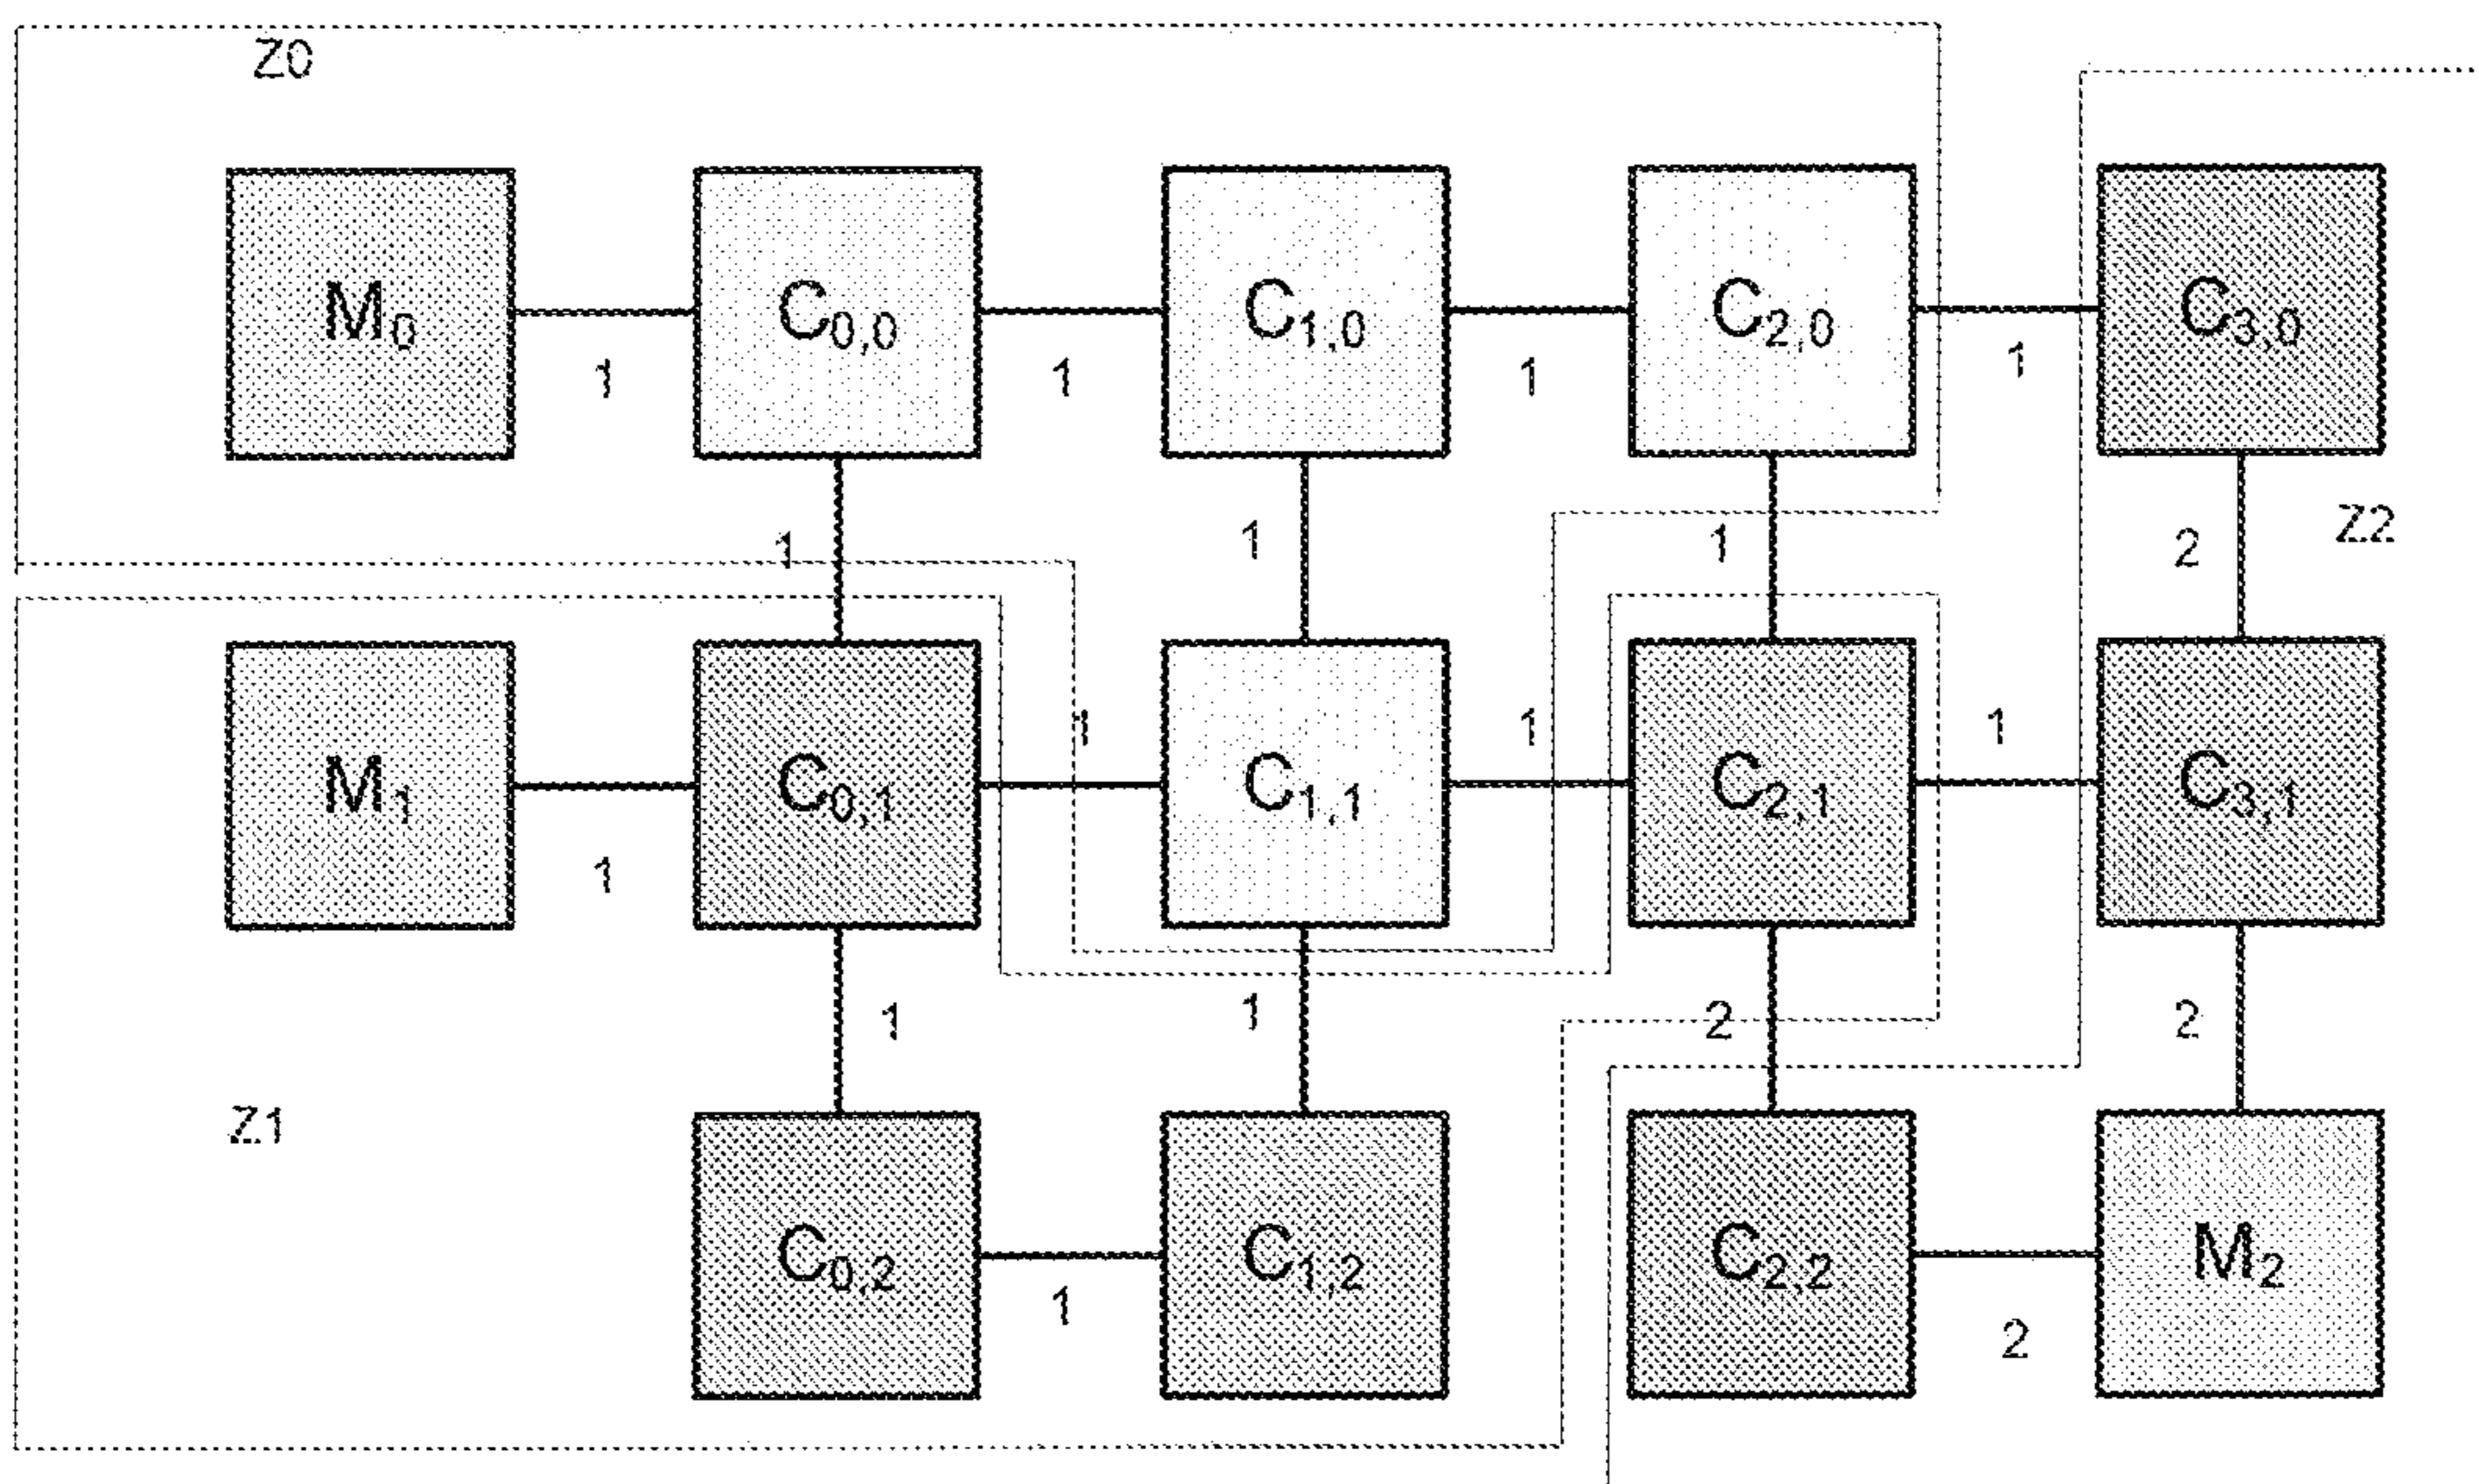 Z0
M0 C0,0 C1,0 C2,0 C3,0
1 1 1 1
1 1 1 2 Z2
M1 C0,1 C1,1 C2,1 C3,1
1 1 1
1
1 1 2 2
Z1
C0,2 C1,2 C2,2 M2
1 2